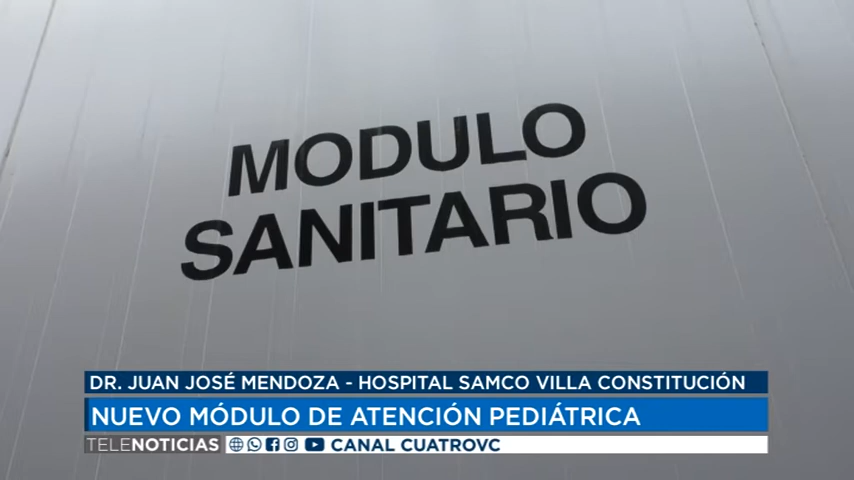 MODULO
SANITARIO
DR. JUAN JOSÉ MENDOZA - HOSPITAL SAMCO VILLA CONSTITUCIÓN
NUEVO MÓDULO DE ATENCIÓN PEDIÁTRICA
TELENOTICIAS CANAL CUATROVC